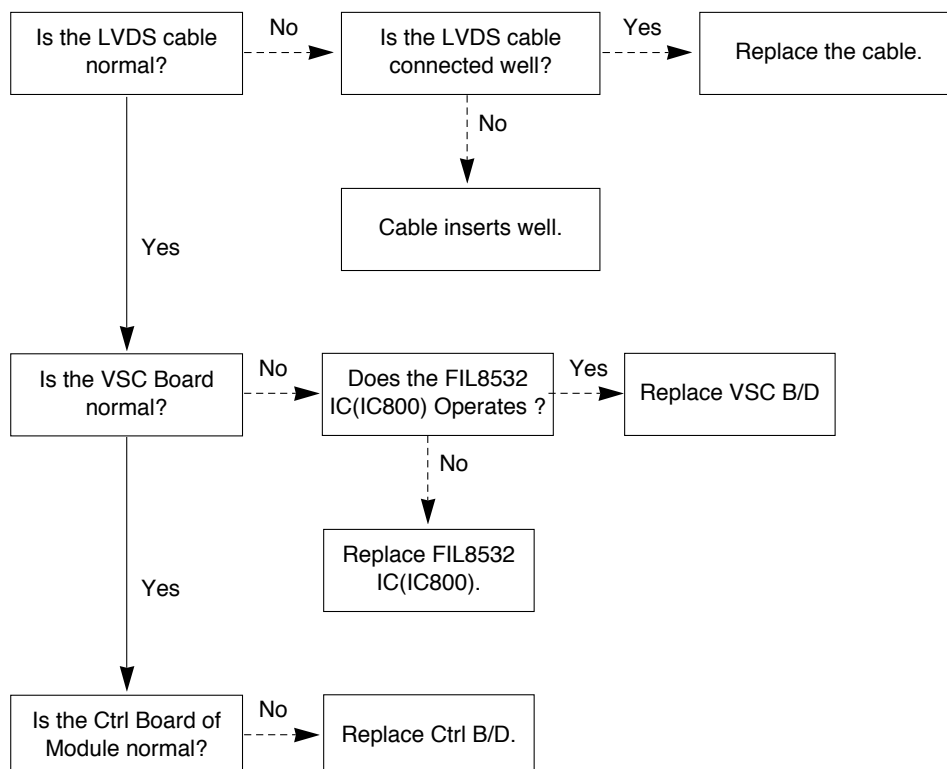 Is the LVDS cable
normal?
No
Is the LVDS cable
connected well?
Yes
Replace the cable.
No
Cable inserts well.
Yes
Is the VSC Board
normal?
No
Does the FIL8532
IC(IC800) Operates ?
Yes
Replace VSC B/D
No
Replace FIL8532
IC(IC800).
Yes
Is the Ctrl Board of
Module normal?
No
Replace Ctrl B/D.